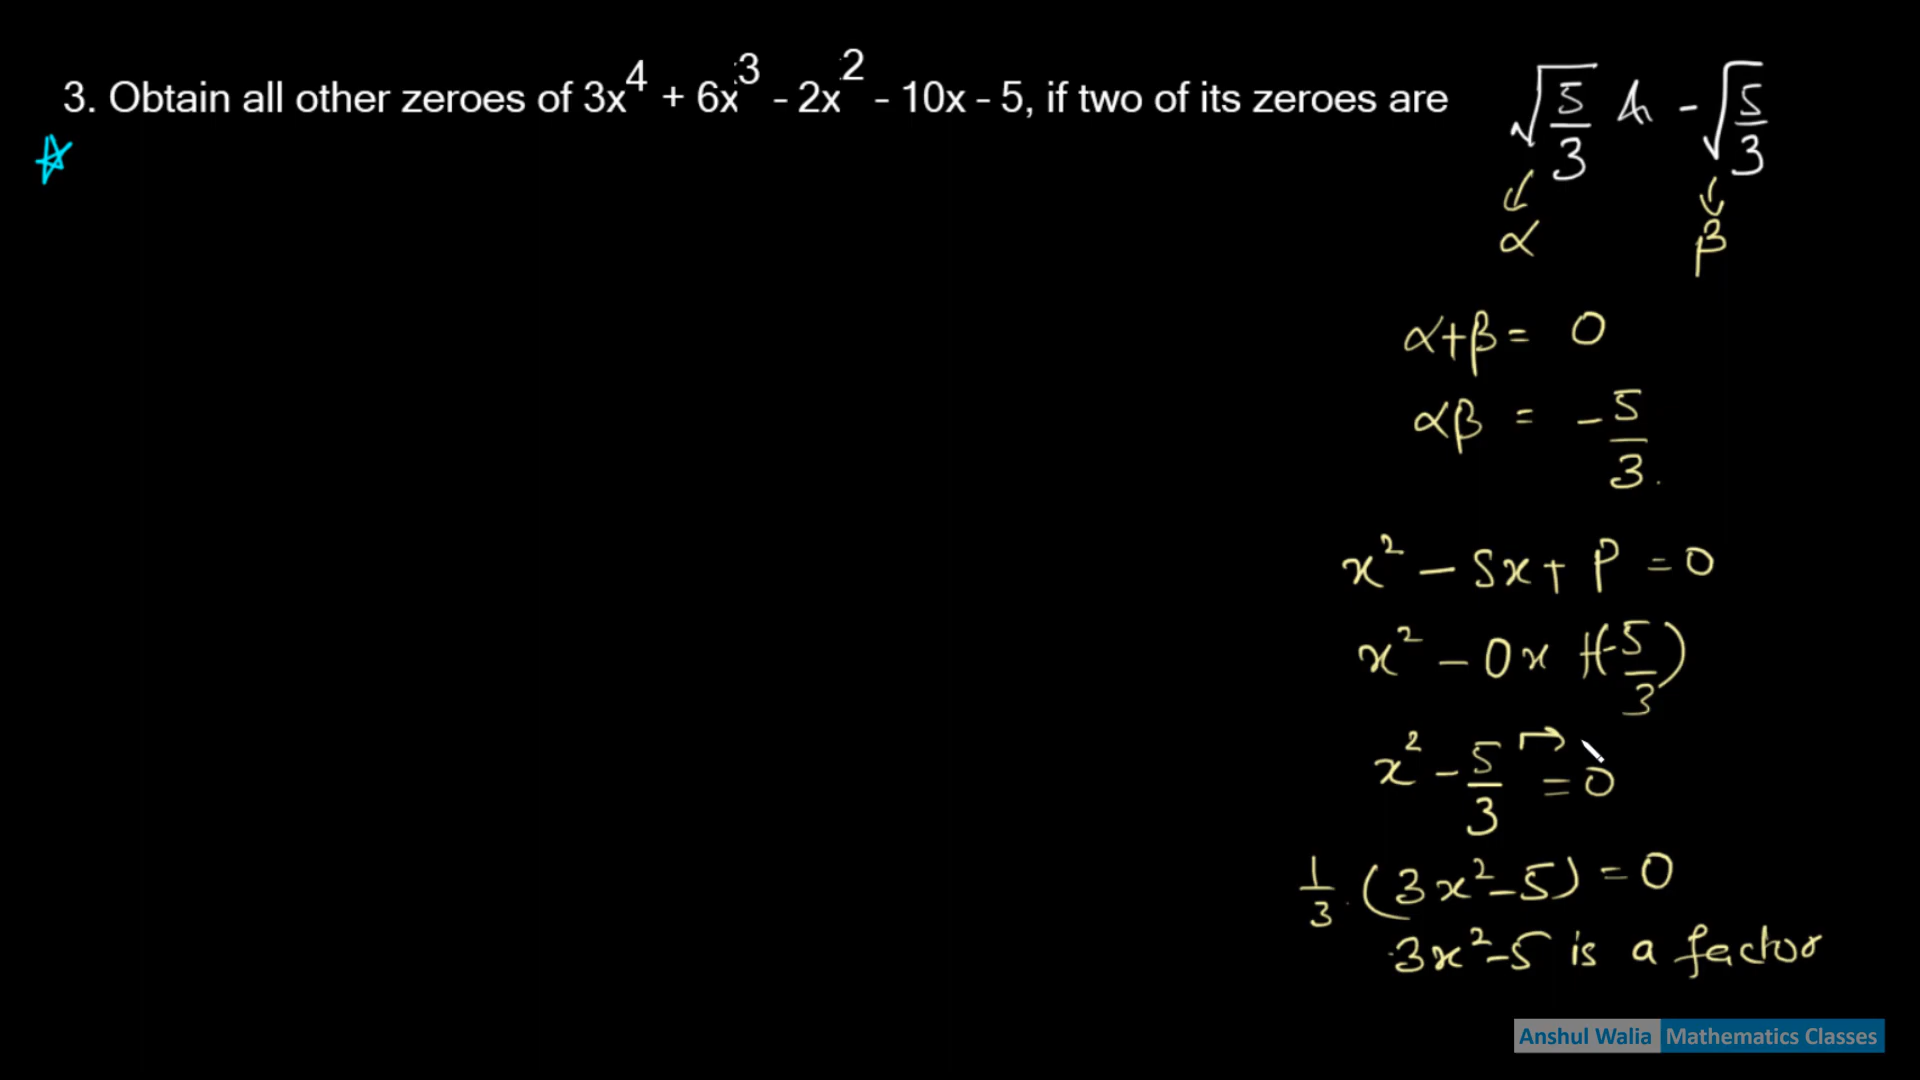 3. Obtain all other zeroes of 3x⁴ + 6x³ - 2x² - 10x - 5, if two of its zeroes are √(5/3) & -√(5/3)
α β
α+β = 0
αβ = -5/3.
x² - Sx + P = 0
x² - 0x +(-5/3)
x² - 5/3 = 0
1/3 (3x²-5) = 0
3x²-5 is a factor
Anshul Walia Mathematics Classes